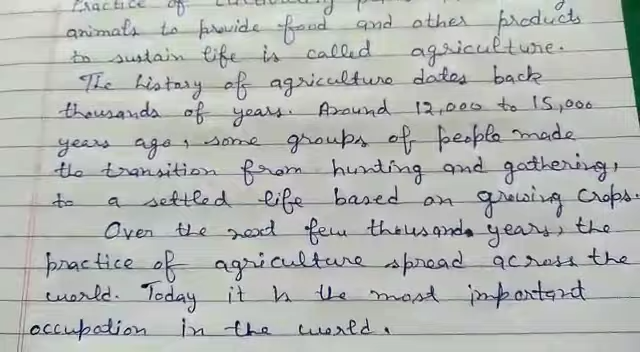 Practice of
animals to provide food and other products
to sustain life is called agriculture.
The history of agriculture dates back
thousands of years. Around 12,000 to 15,000
years ago, some groups of people made
the transition from hunting and gathering,
to a settled life based on growing crops.
Over the next few thousands years, the
practice of agriculture spread across the
world. Today it is the most important
occupation in the world.